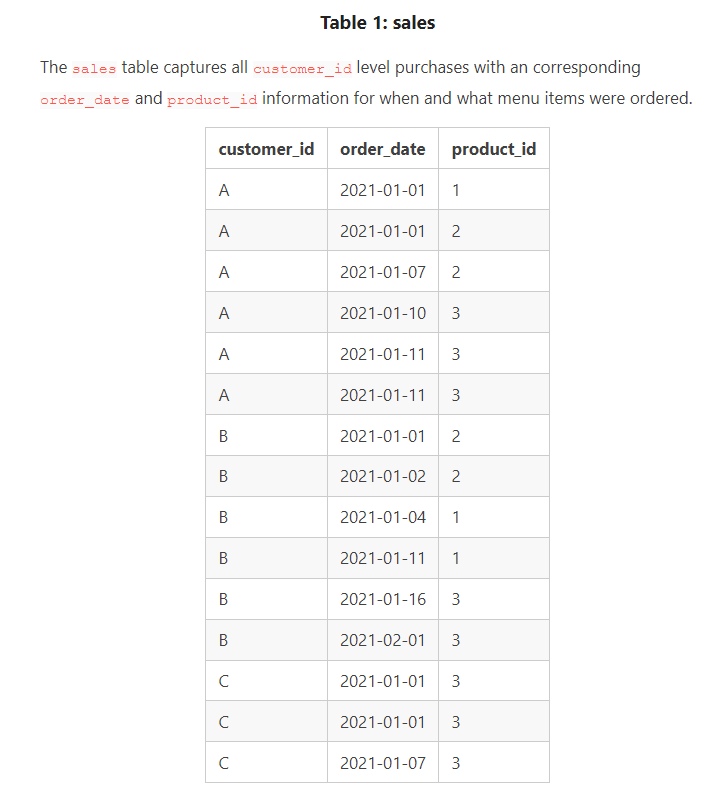 Table 1: sales
The sales table captures all customer_id level purchases with an corresponding
order_date and product_id information for when and what menu items were ordered.
customer_id order_date product_id
A 2021-01-01 1
A 2021-01-01 2
A 2021-01-07 2
A 2021-01-10 3
A 2021-01-11 3
A 2021-01-11 3
B 2021-01-01 2
B 2021-01-02 2
B 2021-01-04 1
B 2021-01-11 1
B 2021-01-16 3
B 2021-02-01 3
C 2021-01-01 3
C 2021-01-01 3
C 2021-01-07 3